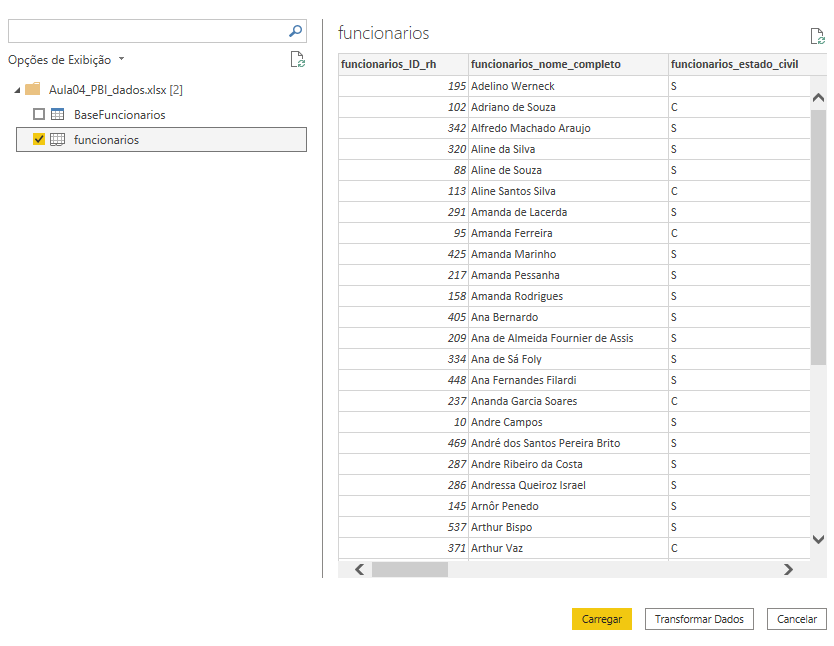 Opções de Exibição
Aula04_PBI_dados.xlsx [2]
BaseFuncionarios
funcionarios
funcionarios
funcionarios_ID_rh funcionarios_nome_completo funcionarios_estado_civil
195 Adelino Werneck S
102 Adriano de Souza C
342 Alfredo Machado Araujo S
320 Aline da Silva S
88 Aline de Souza S
113 Aline Santos Silva C
291 Amanda de Lacerda S
95 Amanda Ferreira C
425 Amanda Marinho S
217 Amanda Pessanha S
158 Amanda Rodrigues S
405 Ana Bernardo S
209 Ana de Almeida Fournier de Assis S
334 Ana de Sá Foly S
448 Ana Fernandes Filardi S
237 Ananda Garcia Soares C
10 Andre Campos S
469 André dos Santos Pereira Brito S
287 Andre Ribeiro da Costa S
286 Andressa Queiroz Israel S
145 Arnôr Penedo S
537 Arthur Bispo S
371 Arthur Vaz C
Carregar Transformar Dados Cancelar